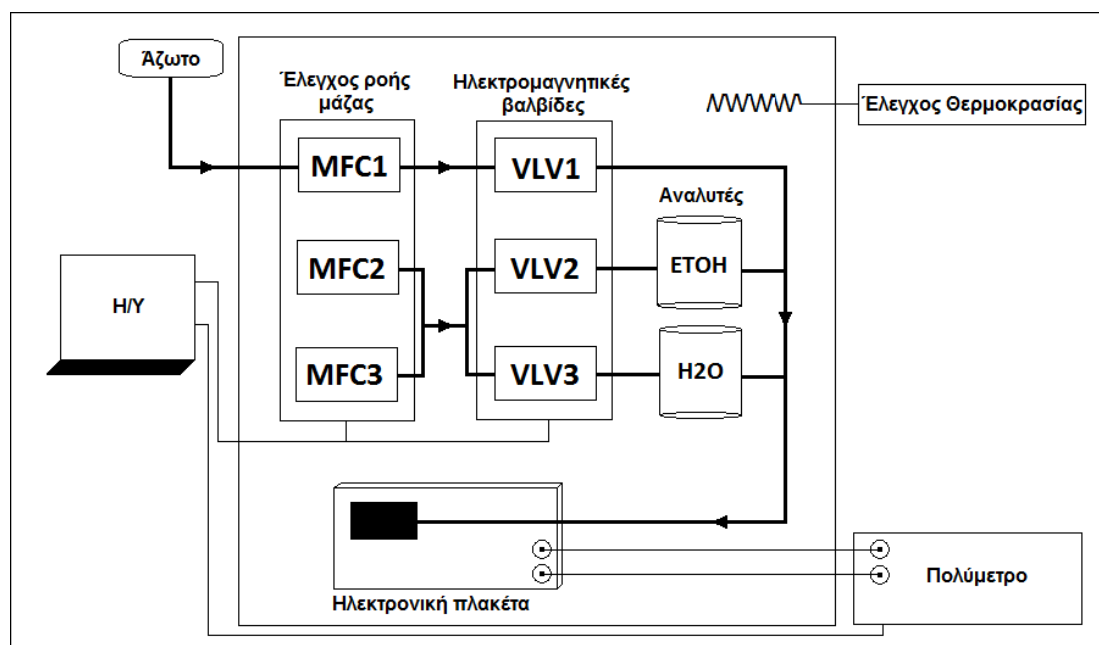 Άζωτο
Έλεγχος ροής
μάζας
Ηλεκτρομαγνητικές
βαλβίδες
Έλεγχος Θερμοκρασίας
MFC1
VLV1
Αναλυτές
MFC2
VLV2
ETOH
Η/Υ
MFC3
VLV3
H2O
Πολύμετρο
Ηλεκτρονική πλακέτα